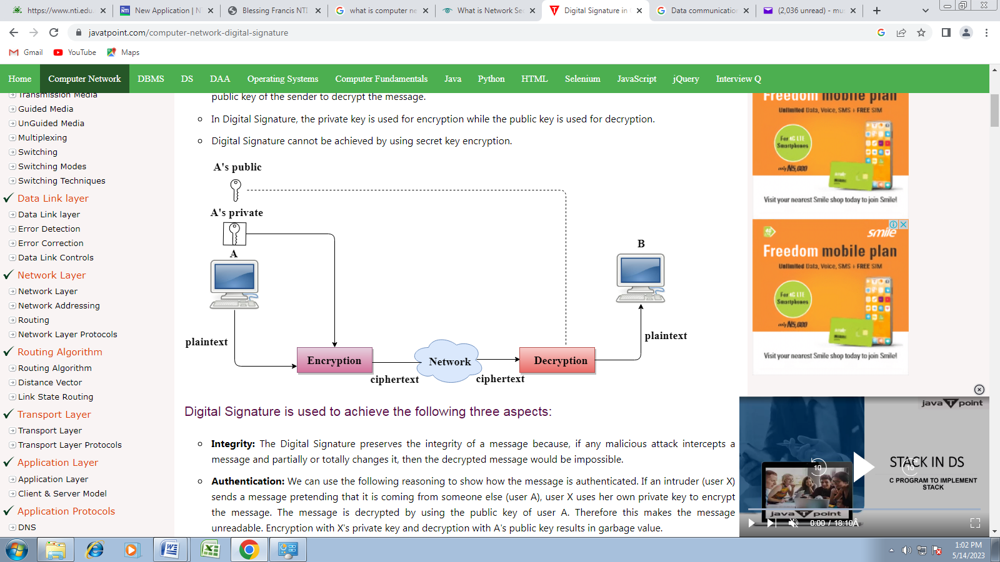 https://www.nti.edu.
New Application | N
Blessing Francis NTI
what is computer ne
What is Network Sec
Digital Signature in
Data communication
(2,036 unread) - mus
javatpoint.com/computer-network-digital-signature
Gmail
YouTube
Maps
Home
Computer Network
DBMS
DS
DAA
Operating Systems
Computer Fundamentals
Java
Python
HTML
Selenium
JavaScript
jQuery
Interview Q
Transmission Media
Guided Media
UnGuided Media
Multiplexing
Switching
Switching Modes
Switching Techniques
Data Link layer
Data Link layer
Error Detection
Error Correction
Data Link Controls
Network Layer
Network Layer
Network Addressing
Routing
Network Layer Protocols
Routing Algorithm
Routing Algorithm
Distance Vector
Link State Routing
Transport Layer
Transport Layer
Transport Layer Protocols
Application Layer
Application Layer
Client & Server Model
Application Protocols
DNS
public key of the sender to decrypt the message.
In Digital Signature, the private key is used for encryption while the public key is used for decryption.
Digital Signature cannot be achieved by using secret key encryption.
A's public
A's private
A
B
plaintext
plaintext
Encryption
Network
Decryption
ciphertext
ciphertext
Digital Signature is used to achieve the following three aspects:
Integrity: The Digital Signature preserves the integrity of a message because, if any malicious attack intercepts a
message and partially or totally changes it, then the decrypted message would be impossible.
Authentication: We can use the following reasoning to show how the message is authenticated. If an intruder (user X)
sends a message pretending that it is coming from someone else (user A), user X uses her own private key to encrypt
the message. The message is decrypted by using the public key of user A. Therefore this makes the message
unreadable. Encryption with X's private key and decryption with A's public key results in garbage value.
Freedom mobile plan
Unlimited Data, Voice, SMS + FREE SIM
For 4G LTE
Smartphones
only ₦5,000
Visit your nearest Smile shop today to join Smile!
smile
Freedom mobile plan
Unlimited Data, Voice, SMS + FREE SIM
For 4G LTE
Smartphones
only ₦5,000
Visit your nearest Smile shop today to join Smile!
java T point
STACK IN DS
C PROGRAM TO IMPLEMENT
STACK
10
10
java T point
0:00 / 18:10Â
1:02 PM
5/14/2023